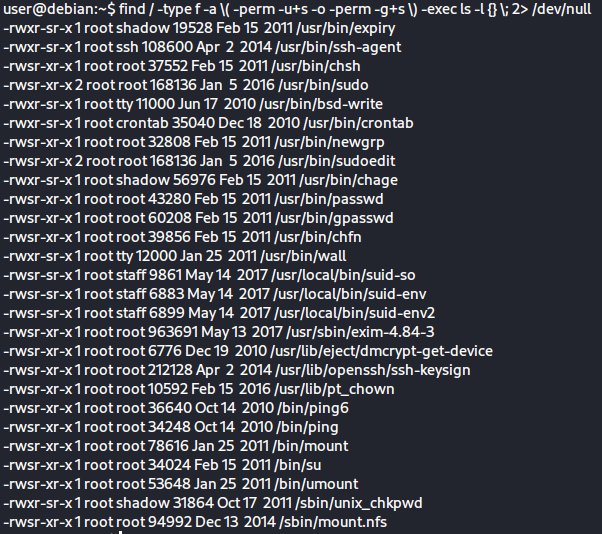 user@debian:~$ find / -type f -a \( -perm -u+s -o -perm -g+s \) -exec ls -l {} \; 2> /dev/null
-rwxr-sr-x 1 root shadow 19528 Feb 15  2011 /usr/bin/expiry
-rwxr-sr-x 1 root ssh 108600 Apr  2  2014 /usr/bin/ssh-agent
-rwsr-xr-x 1 root root 37552 Feb 15  2011 /usr/bin/chsh
-rwsr-xr-x 2 root root 168136 Jan  5  2016 /usr/bin/sudo
-rwxr-sr-x 1 root tty 11000 Jun 17  2010 /usr/bin/bsd-write
-rwxr-sr-x 1 root crontab 35040 Dec 18  2010 /usr/bin/crontab
-rwsr-xr-x 1 root root 32808 Feb 15  2011 /usr/bin/newgrp
-rwsr-xr-x 2 root root 168136 Jan  5  2016 /usr/bin/sudoedit
-rwxr-sr-x 1 root shadow 56976 Feb 15  2011 /usr/bin/chage
-rwsr-xr-x 1 root root 43280 Feb 15  2011 /usr/bin/passwd
-rwsr-xr-x 1 root root 60208 Feb 15  2011 /usr/bin/gpasswd
-rwsr-xr-x 1 root root 39856 Feb 15  2011 /usr/bin/chfn
-rwxr-sr-x 1 root tty 12000 Jan 25  2011 /usr/bin/wall
-rwsr-sr-x 1 root staff 9861 May 14  2017 /usr/local/bin/suid-so
-rwsr-sr-x 1 root staff 6883 May 14  2017 /usr/local/bin/suid-env
-rwsr-sr-x 1 root staff 6899 May 14  2017 /usr/local/bin/suid-env2
-rwsr-xr-x 1 root root 963691 May 13  2017 /usr/sbin/exim-4.84-3
-rwsr-xr-x 1 root root 6776 Dec 19  2010 /usr/lib/eject/dmcrypt-get-device
-rwsr-xr-x 1 root root 212128 Apr  2  2014 /usr/lib/openssh/ssh-keysign
-rwsr-xr-x 1 root root 10592 Feb 15  2016 /usr/lib/pt_chown
-rwsr-xr-x 1 root root 36640 Oct 14  2010 /bin/ping6
-rwsr-xr-x 1 root root 34248 Oct 14  2010 /bin/ping
-rwsr-xr-x 1 root root 78616 Jan 25  2011 /bin/mount
-rwsr-xr-x 1 root root 34024 Feb 15  2011 /bin/su
-rwsr-xr-x 1 root root 53648 Jan 25  2011 /bin/umount
-rwxr-sr-x 1 root shadow 31864 Oct 17  2011 /sbin/unix_chkpwd
-rwsr-xr-x 1 root root 94992 Dec 13  2014 /sbin/mount.nfs